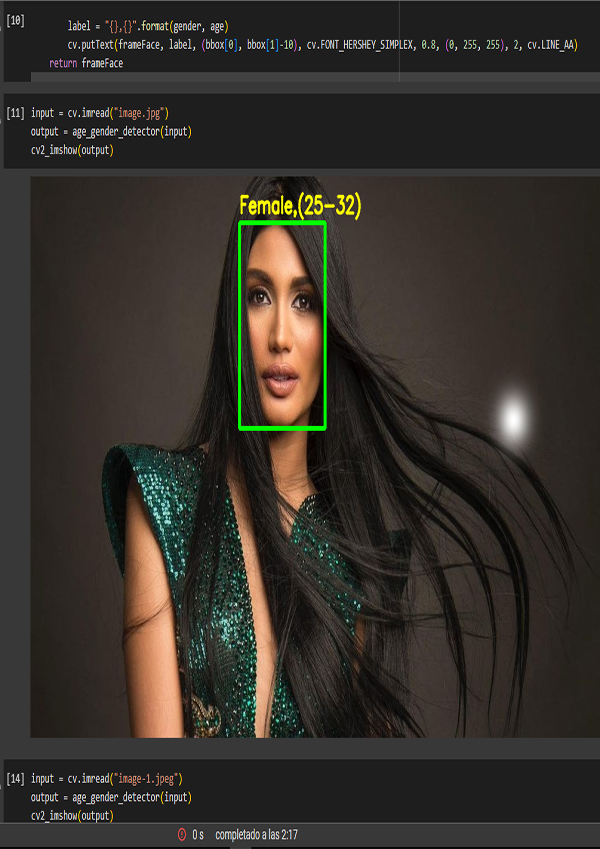 [10]
label = "{},{}".format(gender, age)
cv.putText(frameFace, label, (bbox[0], bbox[1]-10), cv.FONT_HERSHEY_SIMPLEX, 0.8, (0, 255, 255), 2, cv.LINE_AA)
return frameFace
[11] input = cv.imread("image.jpg")
output = age_gender_detector(input)
cv2_imshow(output)
Female,(25-32)
[14] input = cv.imread("image-1.jpeg")
output = age_gender_detector(input)
cv2_imshow(output)
0 s completado a las 2:17